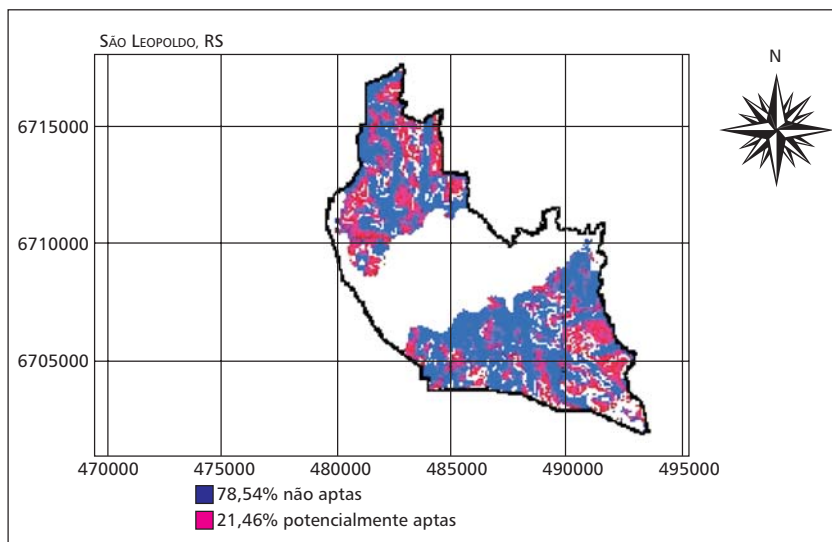 SÃO LEOPOLDO, RS
N
6715000
6710000
6705000
470000 475000 480000 485000 490000 495000
78,54% não aptas
21,46% potencialmente aptas